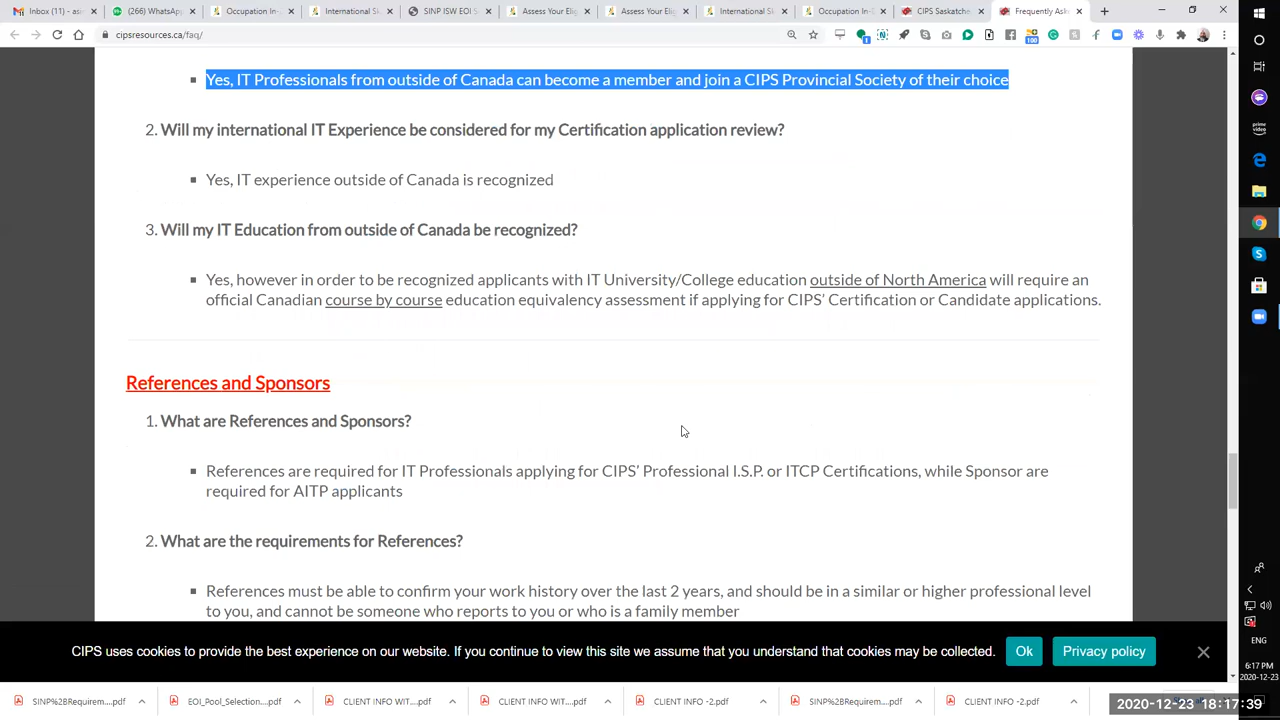 Inbox (11) - as
(266) WhatsApp
Occupation In-
International Sk
SINP ISW EOI S
Assess Your Eli
Assess Your Eli
International Sk
Occupation In-
CIPS Saskatche
Frequently Aske
cipsresources.ca/faq/
Yes, IT Professionals from outside of Canada can become a member and join a CIPS Provincial Society of their choice
2. Will my international IT Experience be considered for my Certification application review?
Yes, IT experience outside of Canada is recognized
3. Will my IT Education from outside of Canada be recognized?
Yes, however in order to be recognized applicants with IT University/College education outside of North America will require an
official Canadian course by course education equivalency assessment if applying for CIPS' Certification or Candidate applications.
References and Sponsors
1. What are References and Sponsors?
References are required for IT Professionals applying for CIPS' Professional I.S.P. or ITCP Certifications, while Sponsor are
required for AITP applicants
2. What are the requirements for References?
References must be able to confirm your work history over the last 2 years, and should be in a similar or higher professional level
to you, and cannot be someone who reports to you or who is a family member
CIPS uses cookies to provide the best experience on our website. If you continue to view this site we assume that you understand that cookies may be collected.
Ok
Privacy policy
SINP%2BRequirem....pdf
EOI_Pool_Selection....pdf
CLIENT INFO WIT....pdf
CLIENT INFO WIT....pdf
CLIENT INFO -2.pdf
SINP%2BRequirem....pdf
CLIENT INFO -2.pdf
prime video
100
ENG
6:17 PM
2020-12-23
2020-12-23 18:17:39